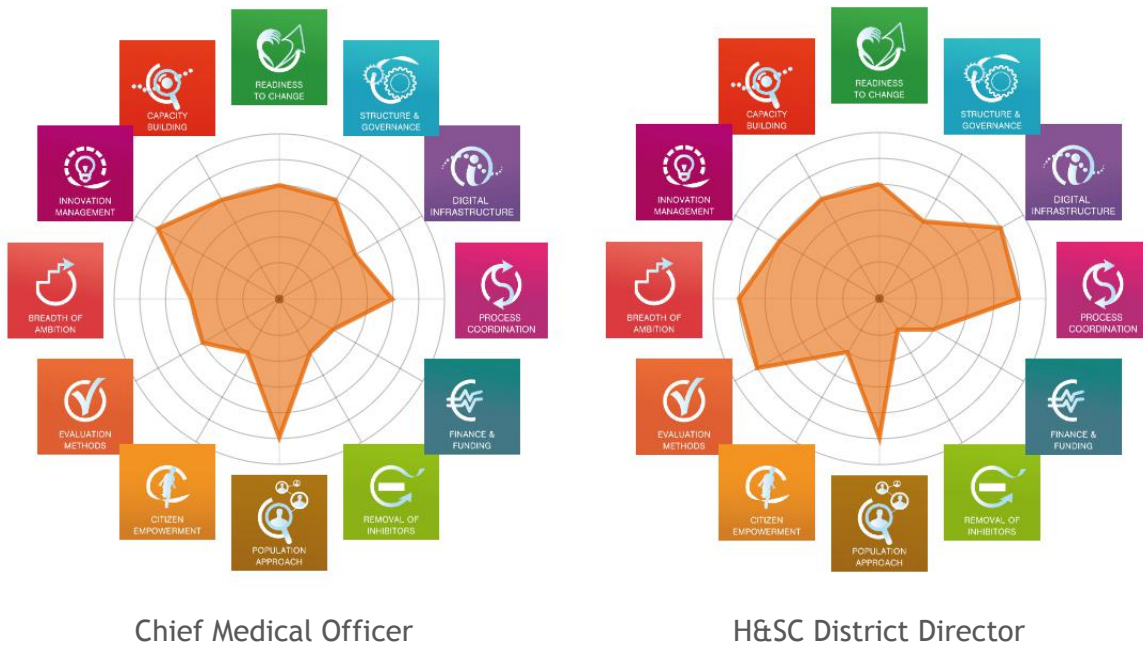 READINESS
TO CHANGE
STRUCTURE &
GOVERNANCE
DIGITAL
INFRASTRUCTURE
PROCESS
COORDINATION
FINANCE &
FUNDING
REMOVAL OF
INHIBITORS
POPULATION
APPROACH
CITIZEN
EMPOWERMENT
EVALUATION
METHODS
BREADTH OF
AMBITION
INNOVATION
MANAGEMENT
CAPACITY
BUILDING
Chief Medical Officer
READINESS
TO CHANGE
STRUCTURE &
GOVERNANCE
DIGITAL
INFRASTRUCTURE
PROCESS
COORDINATION
FINANCE &
FUNDING
REMOVAL OF
INHIBITORS
POPULATION
APPROACH
CITIZEN
EMPOWERMENT
EVALUATION
METHODS
BREADTH OF
AMBITION
INNOVATION
MANAGEMENT
CAPACITY
BUILDING
H&SC District Director